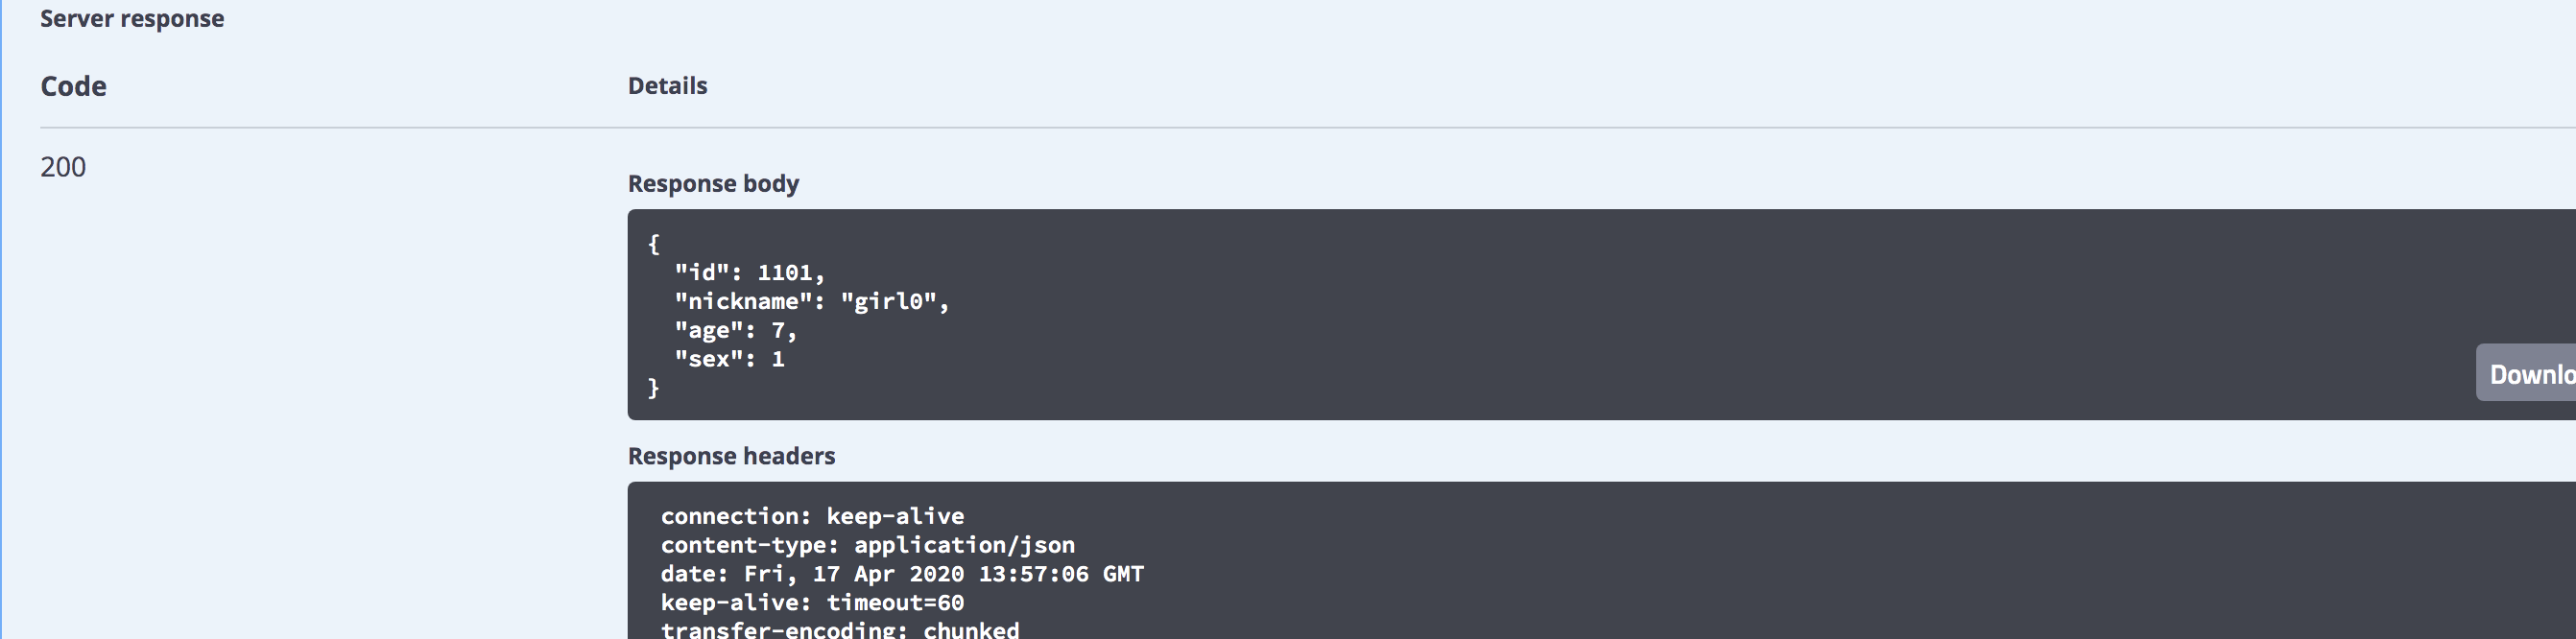 Server response
Code Details
200
Response body
{
"id": 1101,
"nickname": "girl0",
"age": 7,
"sex": 1
}
Downlo
Response headers
connection: keep-alive
content-type: application/json
date: Fri, 17 Apr 2020 13:57:06 GMT
keep-alive: timeout=60
transfer-encoding: chunked